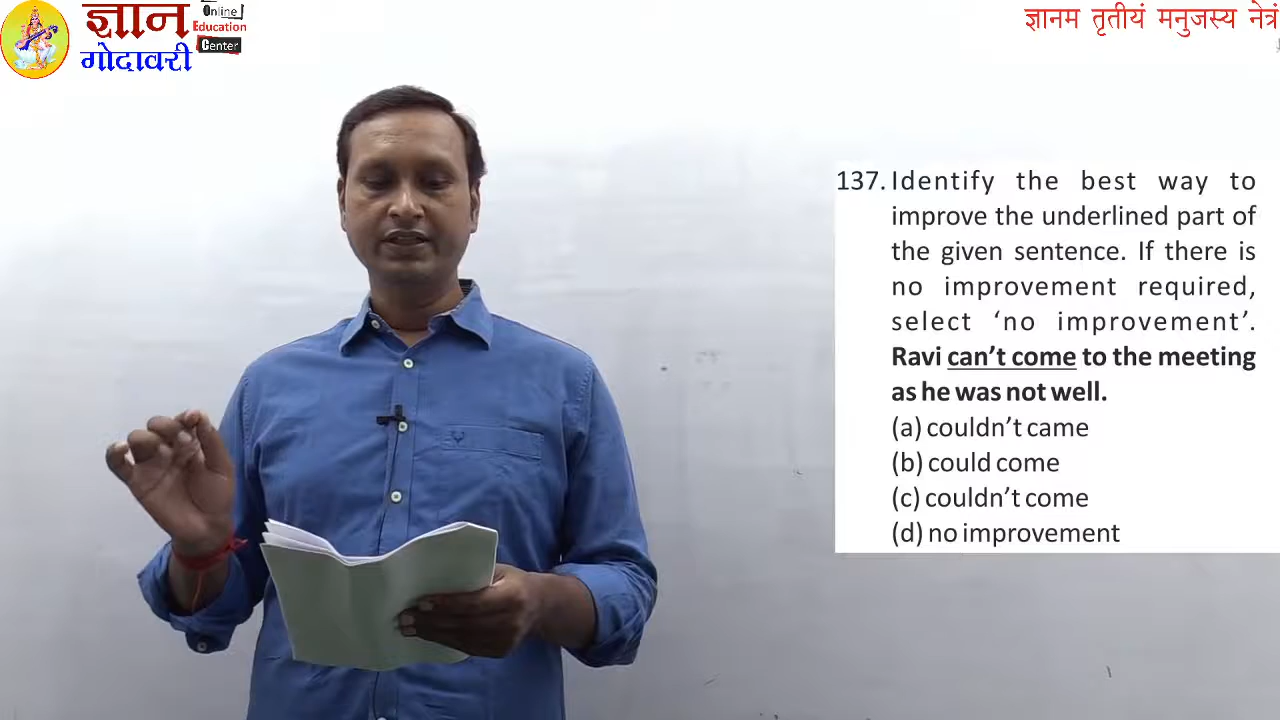 ज्ञान
Online
Education
Center
गोदावरी
ज्ञानम तृतीयं मनुजस्य नेत्रं
137. Identify the best way to
improve the underlined part of
the given sentence. If there is
no improvement required,
select ‘no improvement’.
Ravi can’t come to the meeting
as he was not well.
(a) couldn’t came
(b) could come
(c) couldn’t come
(d) no improvement